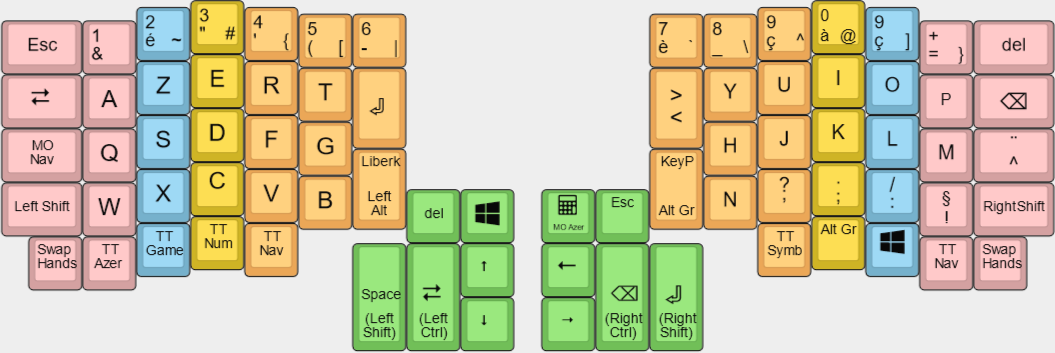 Esc
1
&
2
é ~
3
" #
4
' {
5
( [
6
- |
7
è `
8
_ \
9
ç ^
0
à @
9
ç ]
+
= }
del
⇄
A
Z
E
R
T
⏎
>
<
Y
U
I
O
P
⌫
MO
Nav
Q
S
D
F
G
Liberk
Left
Alt
KeyP
Alt Gr
H
J
K
L
M
¨
^
Left Shift
W
X
C
V
B
N
?
,
.
;
/
:
§
!
RightShift
Swap
Hands
TT
Azer
TT
Game
TT
Num
TT
Nav
TT
Symb
Alt Gr
TT
Nav
Swap
Hands
del
MO Azer
Esc
Space
(Left
Shift)
⇄
(Left
Ctrl)
↑
↓
←
→
⌫
(Right
Ctrl)
⏎
(Right
Shift)